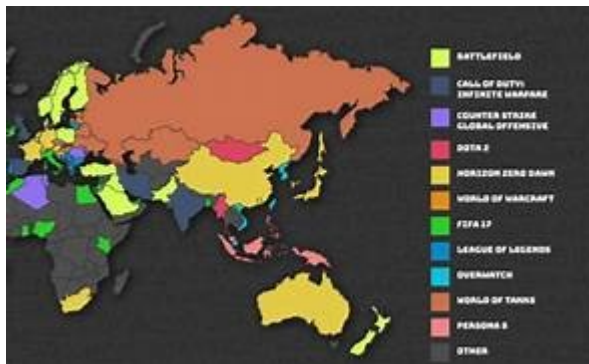 BATTLEFIELD
CALL OF DUTY:
INFINITE WARFARE
COUNTER STRIKE
GLOBAL OFFENSIVE
DOTA 2
HORIZON ZERO DAWN
WORLD OF WARCRAFT
FIFA 17
LEAGUE OF LEGENDS
OVERWATCH
WORLD OF TANKS
PERSONA 5
OTHER